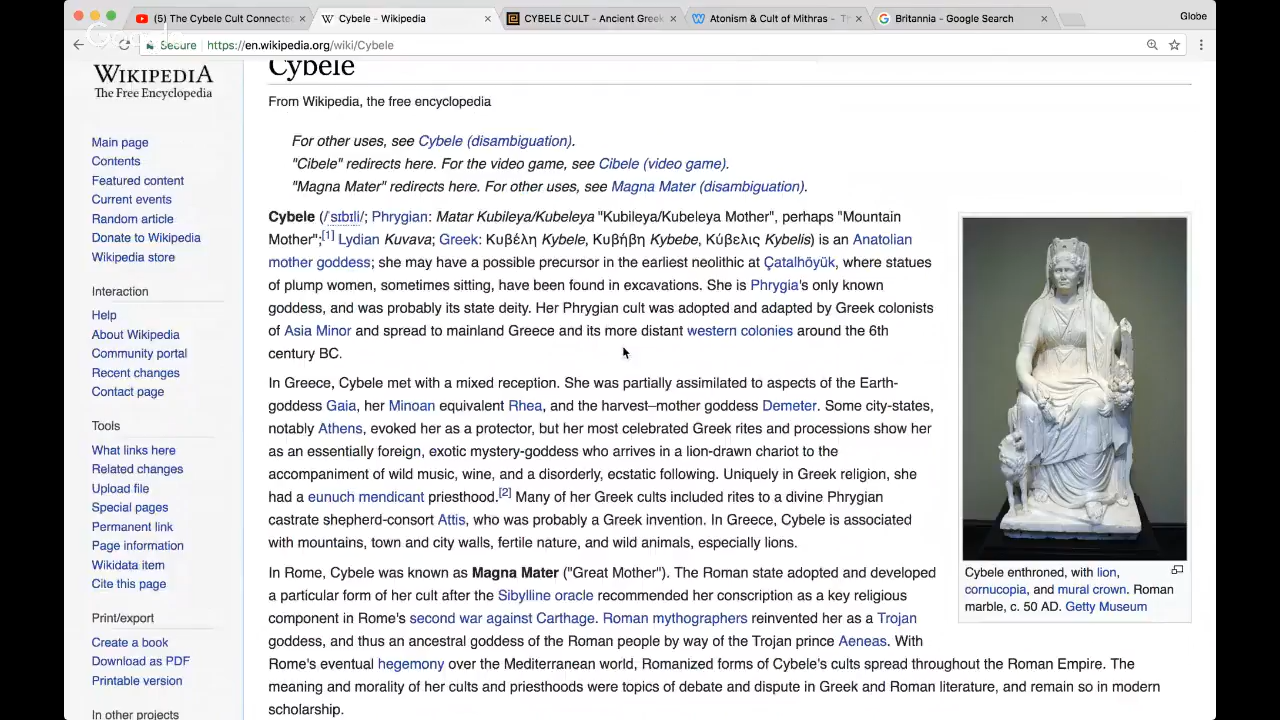 (5) The Cybele Cult Connecte
Cybele - Wikipedia
CYBELE CULT - Ancient Greek
Atonism & Cult of Mithras - Th
Britannia - Google Search
Globe
Google
Secure
https://en.wikipedia.org/wiki/Cybele
WIKIPEDIA
The Free Encyclopedia
Main page
Contents
Featured content
Current events
Random article
Donate to Wikipedia
Wikipedia store
Interaction
Help
About Wikipedia
Community portal
Recent changes
Contact page
Tools
What links here
Related changes
Upload file
Special pages
Permanent link
Page information
Wikidata item
Cite this page
Print/export
Create a book
Download as PDF
Printable version
In other projects
Cybele
From Wikipedia, the free encyclopedia
For other uses, see Cybele (disambiguation).
"Cibele" redirects here. For the video game, see Cibele (video game).
"Magna Mater" redirects here. For other uses, see Magna Mater (disambiguation).
Cybele (/ˈsɪbɪli/; Phrygian: Matar Kubileya/Kubeleya "Kubileya/Kubeleya Mother", perhaps "Mountain
Mother";[1] Lydian Kuvava; Greek: Κυβέλη Kybele, Κυβήβη Kybebe, Κύβελις Kybelis) is an Anatolian
mother goddess; she may have a possible precursor in the earliest neolithic at Çatalhöyük, where statues
of plump women, sometimes sitting, have been found in excavations. She is Phrygia's only known
goddess, and was probably its state deity. Her Phrygian cult was adopted and adapted by Greek colonists
of Asia Minor and spread to mainland Greece and its more distant western colonies around the 6th
century BC.
In Greece, Cybele met with a mixed reception. She was partially assimilated to aspects of the Earth-
goddess Gaia, her Minoan equivalent Rhea, and the harvest–mother goddess Demeter. Some city-states,
notably Athens, evoked her as a protector, but her most celebrated Greek rites and processions show her
as an essentially foreign, exotic mystery-goddess who arrives in a lion-drawn chariot to the
accompaniment of wild music, wine, and a disorderly, ecstatic following. Uniquely in Greek religion, she
had a eunuch mendicant priesthood.[2] Many of her Greek cults included rites to a divine Phrygian
castrate shepherd-consort Attis, who was probably a Greek invention. In Greece, Cybele is associated
with mountains, town and city walls, fertile nature, and wild animals, especially lions.
In Rome, Cybele was known as Magna Mater ("Great Mother"). The Roman state adopted and developed
a particular form of her cult after the Sibylline oracle recommended her conscription as a key religious
component in Rome's second war against Carthage. Roman mythographers reinvented her as a Trojan
goddess, and thus an ancestral goddess of the Roman people by way of the Trojan prince Aeneas. With
Rome's eventual hegemony over the Mediterranean world, Romanized forms of Cybele's cults spread throughout the Roman Empire. The
meaning and morality of her cults and priesthoods were topics of debate and dispute in Greek and Roman literature, and remain so in modern
scholarship.
Cybele enthroned, with lion,
cornucopia, and mural crown. Roman
marble, c. 50 AD. Getty Museum